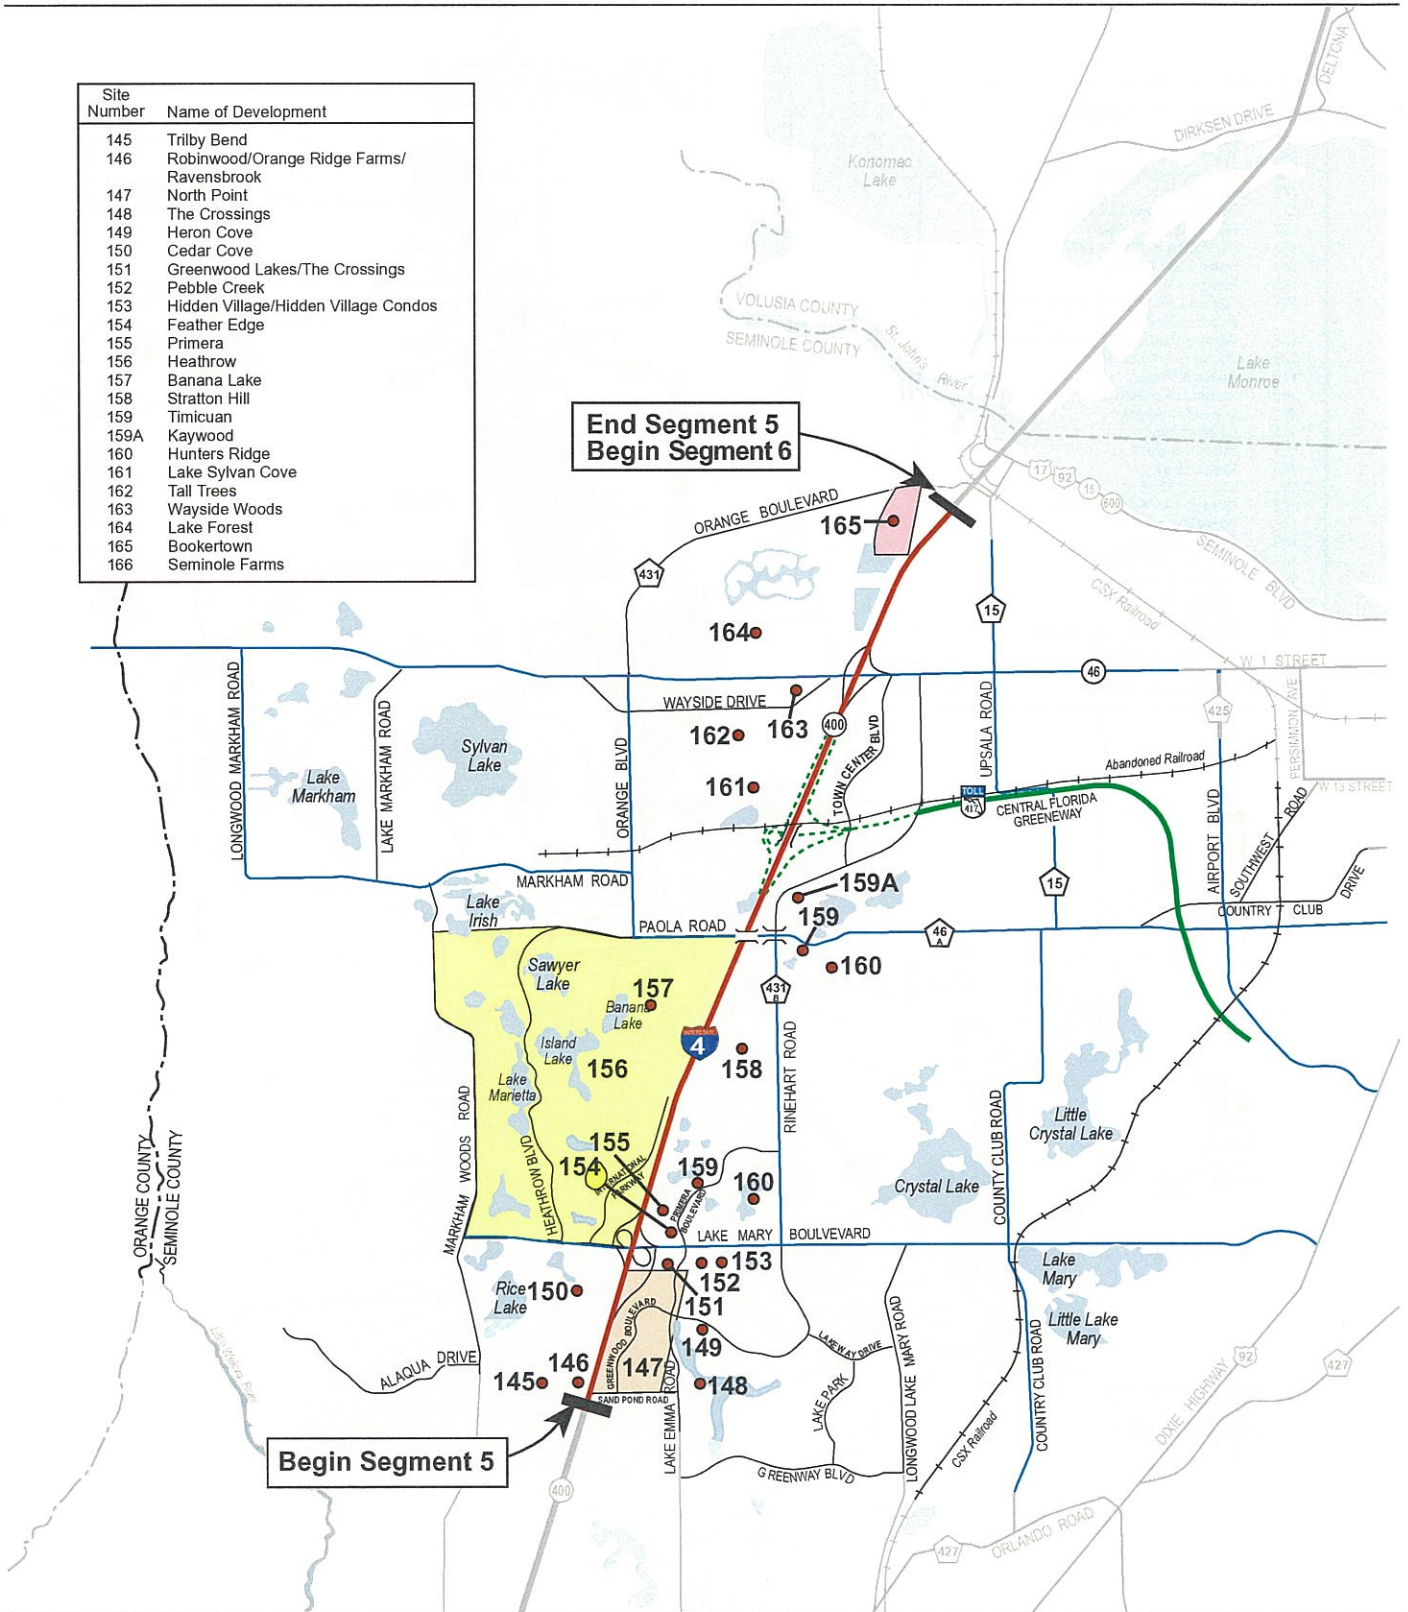 Site
Number Name of Development
145 Trilby Bend
146 Robinwood/Orange Ridge Farms/
Ravensbrook
147 North Point
148 The Crossings
149 Heron Cove
150 Cedar Cove
151 Greenwood Lakes/The Crossings
152 Pebble Creek
153 Hidden Village/Hidden Village Condos
154 Feather Edge
155 Primera
156 Heathrow
157 Banana Lake
158 Stratton Hill
159 Timicuan
159A Kaywood
160 Hunters Ridge
161 Lake Sylvan Cove
162 Tall Trees
163 Wayside Woods
164 Lake Forest
165 Bookertown
166 Seminole Farms
DELTONA
DIRKSEN DRIVE
Konomac
Lake
VOLUSIA COUNTY
SEMINOLE COUNTY
St. John's
River
Lake
Monroe
End Segment 5
Begin Segment 6
17
92
15
600
ORANGE BOULEVARD
165
SEMINOLE BLVD
CSX Railroad
431
15
164
W 1 STREET
46
LONGWOOD MARKHAM ROAD
LAKE MARKHAM ROAD
WAYSIDE DRIVE
163
162
400
TOWN CENTER BLVD
UPSALA ROAD
425
PERSIMMON AVE
Sylvan
Lake
Lake
Markham
ORANGE BLVD
161
Abandoned Railroad
TOLL
417
CENTRAL FLORIDA
GREENEWAY
W 13 STREET
AIRPORT BLVD
SOUTHWEST ROAD
MARKHAM ROAD
159A
15
Lake
Irish
159
COUNTRY CLUB DRIVE
PAOLA ROAD
46
A
160
Sawyer
Lake
157
Banana
Lake
431
B
Island
Lake
156
INTERSTATE
4
158
RINEHART ROAD
Lake
Marietta
MARKHAM WOODS ROAD
HEATHROW BLVD
155
154
INTERNATIONAL
PARKWAY
159
160
PRIMERA
BOULEVARD
COUNTY CLUB ROAD
Little
Crystal Lake
Crystal Lake
ORANGE COUNTY
SEMINOLE COUNTY
LAKE MARY BOULVEVARD
153
152
151
Lake
Mary
Little Lake
Mary
Rice
Lake
150
GREENWOOD BOULEVARD
149
LAKEWAY DRIVE
LONGWOOD LAKE MARY ROAD
COUNTRY CLUB ROAD
92
427
ALAQUA DRIVE
145
146
147
148
SAND POND ROAD
LAKE EMMA ROAD
LAKE PARK
DIXIE HIGHWAY
CSX Railroad
Begin Segment 5
GREENWAY BLVD
400
427
ORLANDO ROAD